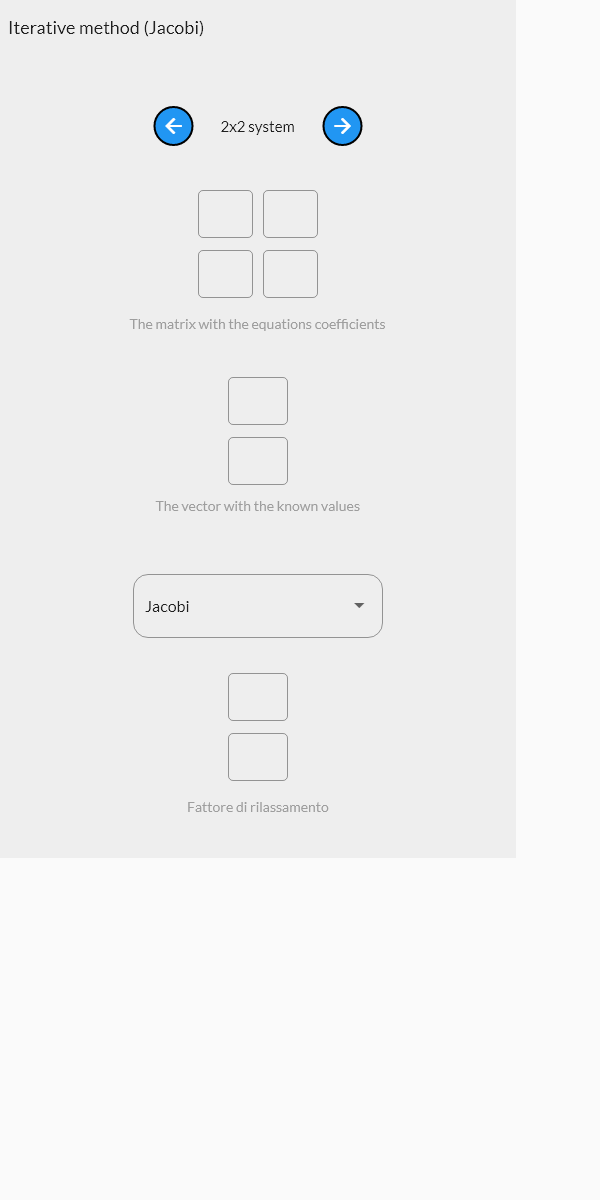 Iterative method (Jacobi)
2x2 system
The matrix with the equations coefficients
The vector with the known values
Jacobi
Fattore di rilassamento